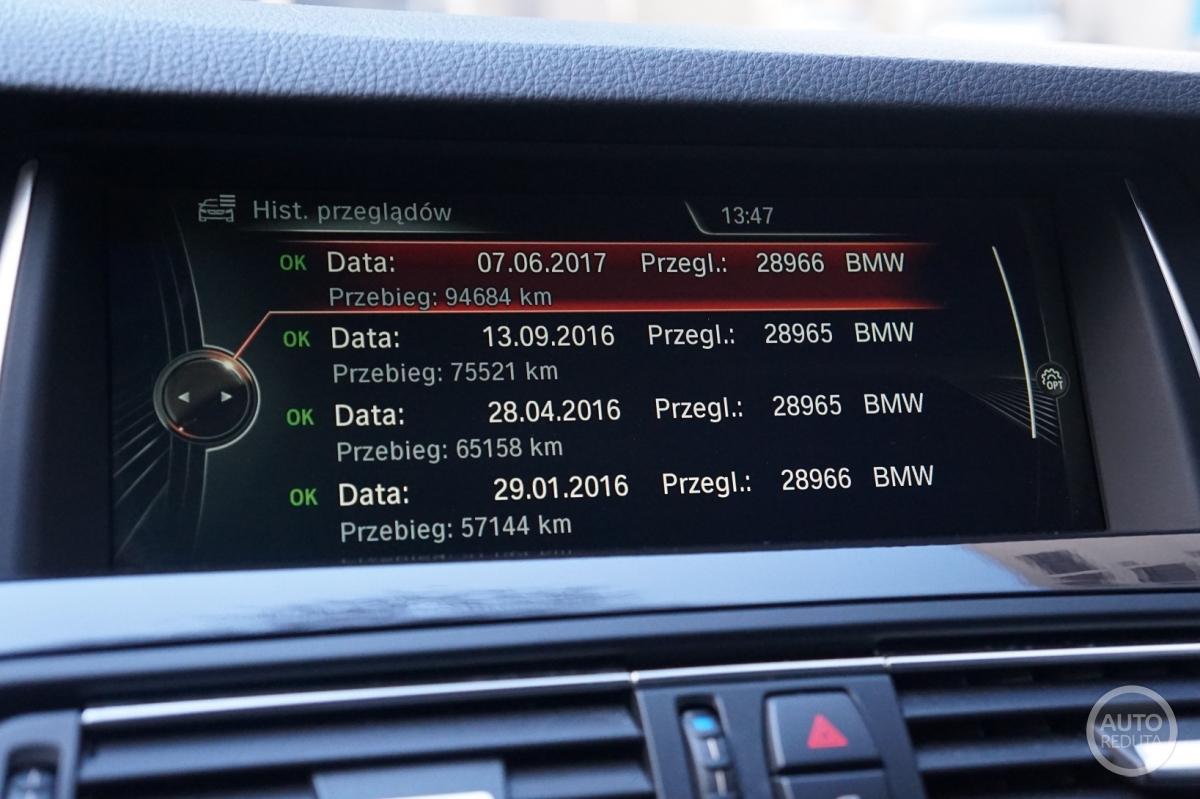 Hist. przeglądów 13:47
OK Data: 07.06.2017 Przegl.: 28966 BMW
Przebieg: 94684 km
OK Data: 13.09.2016 Przegl.: 28965 BMW
Przebieg: 75521 km
OK Data: 28.04.2016 Przegl.: 28965 BMW
Przebieg: 65158 km
OK Data: 29.01.2016 Przegl.: 28966 BMW
Przebieg: 57144 km
OPT
AUTO
REDUTA